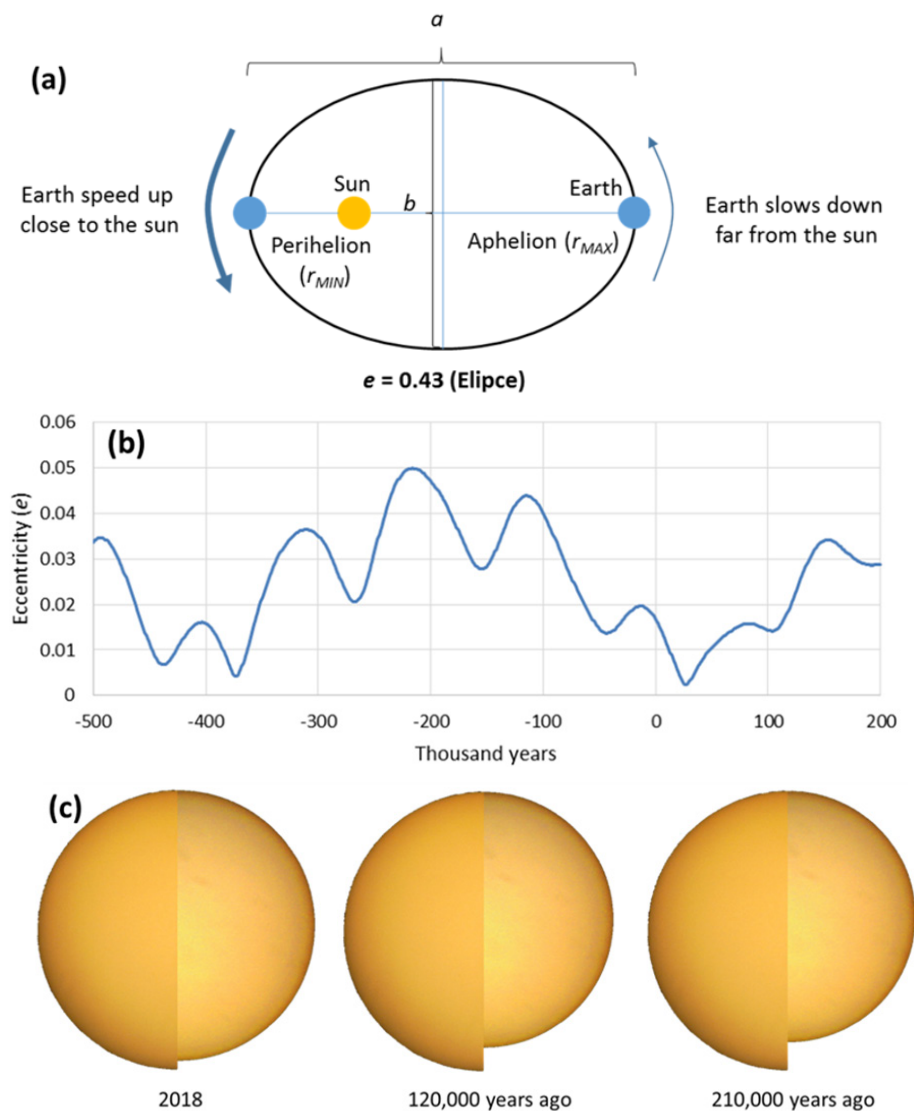 a
(a)
Earth speed up
close to the sun
Sun
b
Earth
Perihelion
(rMIN)
Aphelion (rMAX)
Earth slows down
far from the sun
e = 0.43 (Elipce)
(b)
Eccentricity (e)
0.06
0.05
0.04
0.03
0.02
0.01
0
-500 -400 -300 -200 -100 0 100 200
Thousand years
(c)
2018 120,000 years ago 210,000 years ago